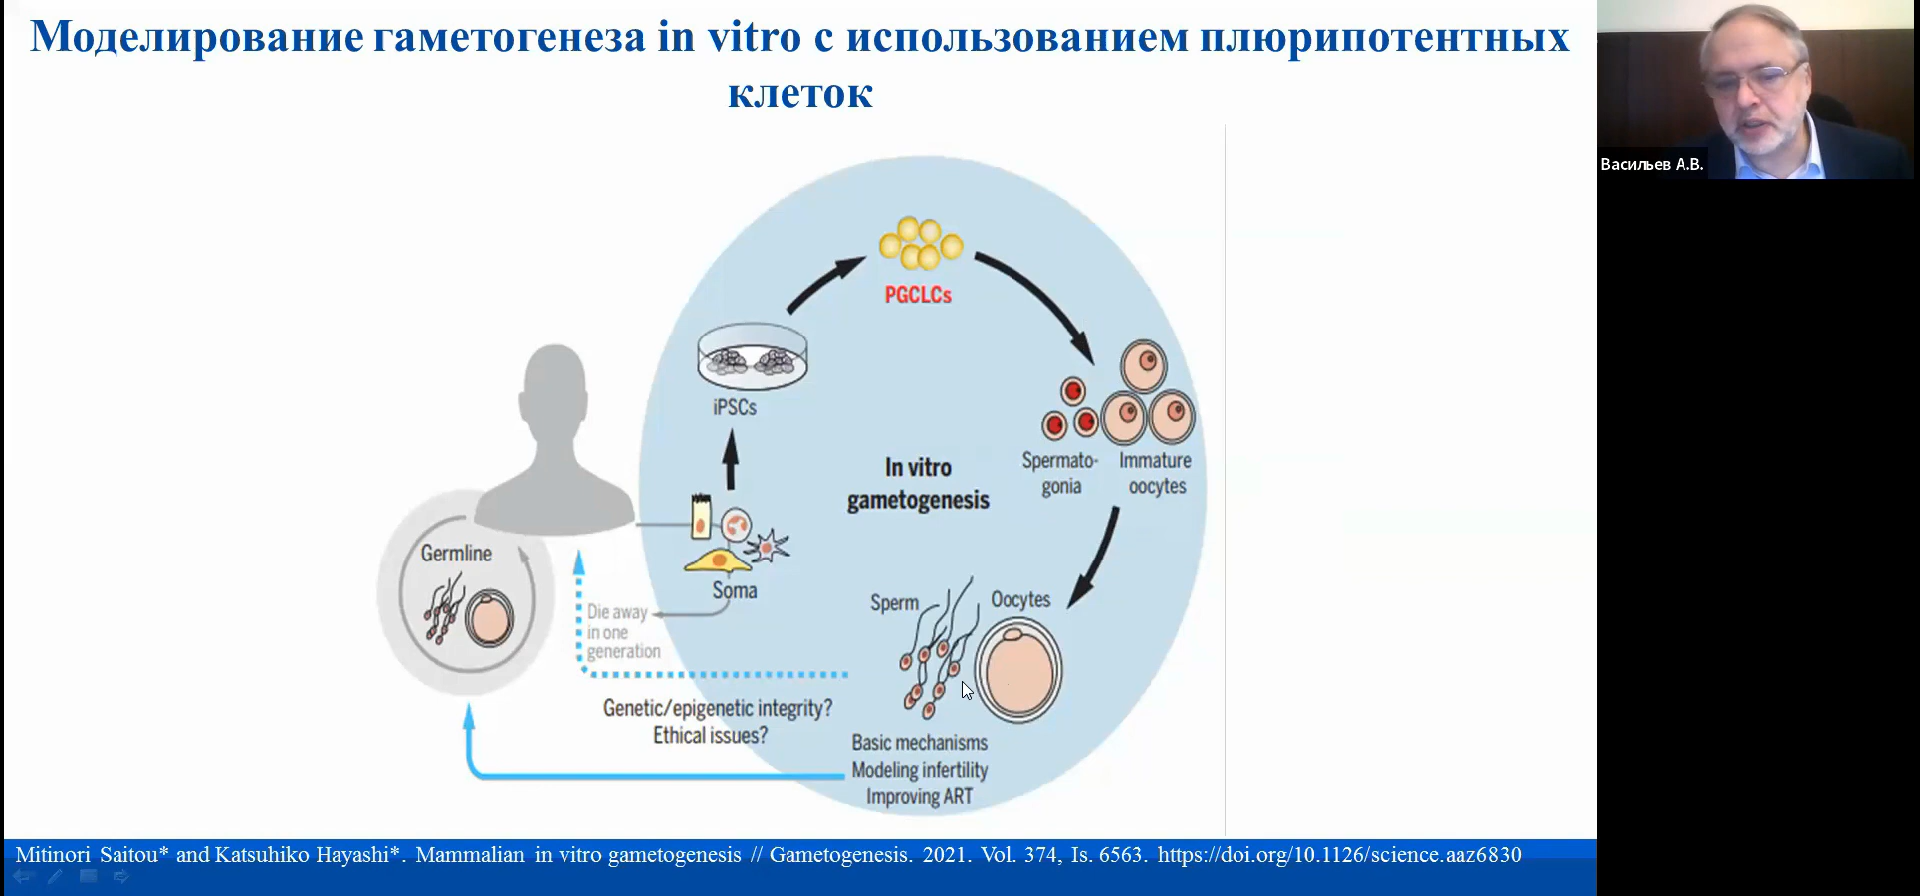 Моделирование гаметогенеза in vitro с использованием плюрипотентных
клеток
Васильев А.В.
PGCLCs
iPSCs
In vitro
gametogenesis
Spermato-
gonia
Immature
oocytes
Germline
Soma
Die away
in one
generation
Sperm
Oocytes
Genetic/epigenetic integrity?
Ethical issues?
Basic mechanisms
Modeling infertility
Improving ART
Mitinori Saitou* and Katsuhiko Hayashi*. Mammalian in vitro gametogenesis // Gametogenesis. 2021. Vol. 374, Is. 6563. https://doi.org/10.1126/science.aaz6830